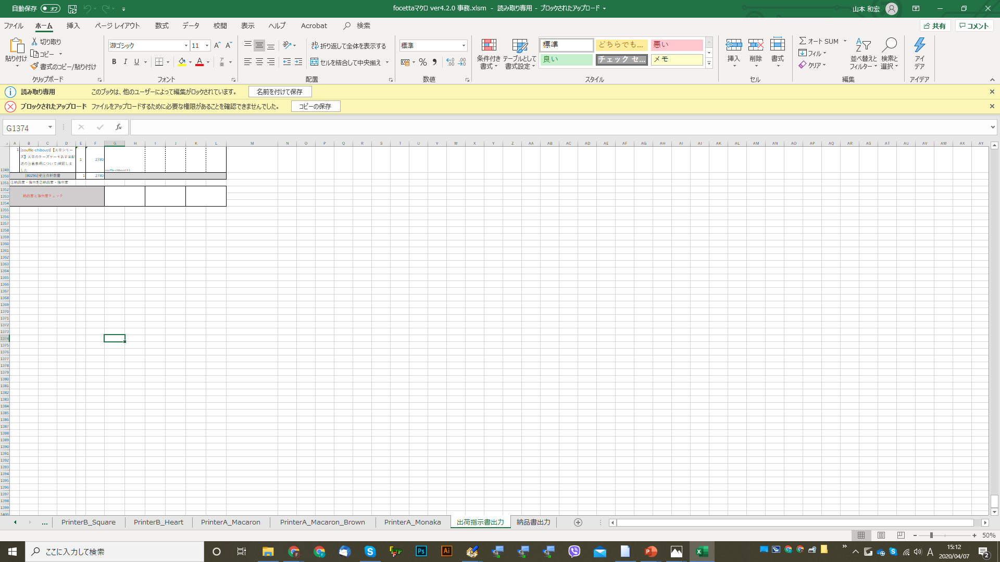 自動保存 オフ
focettaマクロ ver4.2.0 事務.xlsm - 読み取り専用 - ブロックされたアップロード
山本 和宏
ファイル ホーム 挿入 ページ レイアウト 数式 データ 校閲 表示 ヘルプ Acrobat 検索
共有 コメント
貼り付け
切り取り
コピー
書式のコピー/貼り付け
クリップボード
游ゴシック 11
B I U
フォント
折り返して全体を表示する
セルを結合して中央揃え
配置
標準
数値
条件付き書式
テーブルとして書式設定
標準 どちらでも... 悪い
良い チェック セ... メモ
スタイル
挿入 削除 書式
セル
オート SUM
フィル
クリア
並べ替えとフィルター
検索と選択
編集
アイデア
アイデア
読み取り専用 このブックは、他のユーザーによって編集がロックされています。 名前を付けて保存
ブロックされたアップロード ファイルをアップロードするために必要な権限があることを確認できませんでした。 コピーの保存
G1374
fx
A B C D E F G H I J K L M N O P Q R S T U V W X Y Z AA AB AC AD AE AF AG AH AI AJ AK AL AM AN AO AP AQ AR AS AT AU AV AW AX AY
1 [souffle-chiboust]【天空シリーズ】天空のチーズケーキあす楽配送の注意事項について:確認しました 1 2780 souffle-chiboust X 1
1349
1350 [80296]受注合計数量 1 2780
1351 ①納品書・指示書 ②納品書・指示書
1352
1353 納品書と指示書チェック
1354
1355
1356
1357
1358
1359
1360
1361
1362
1363
1364
1365
1366
1367
1368
1369
1370
1371
1372
1373
1374
1375
1376
1377
1378
1379
1380
1381
1382
1383
1384
1385
1386
1387
1388
1389
1390
1391
1392
1393
1394
1395
1396
1397
1398
1399
1400
... PrinterB_Square PrinterB_Heart PrinterA_Macaron PrinterA_Macaron_Brown PrinterA_Monaka 出荷指示書出力 納品書出力
50%
ここに入力して検索
A
15:12
2020/04/07
2